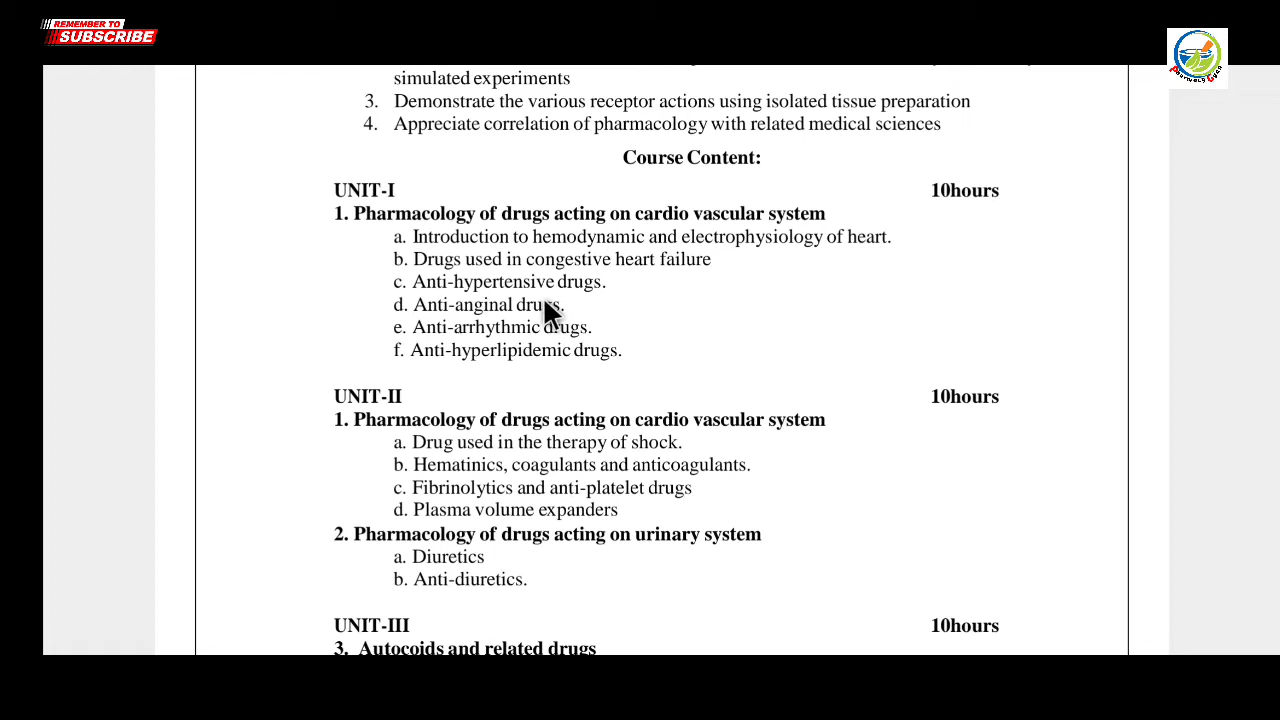 REMEMBER TO
SUBSCRIBE
simulated experiments
3. Demonstrate the various receptor actions using isolated tissue preparation
4. Appreciate correlation of pharmacology with related medical sciences
Course Content:
UNIT-I 10hours
1. Pharmacology of drugs acting on cardio vascular system
a. Introduction to hemodynamic and electrophysiology of heart.
b. Drugs used in congestive heart failure
c. Anti-hypertensive drugs.
d. Anti-anginal drugs.
e. Anti-arrhythmic drugs.
f. Anti-hyperlipidemic drugs.
UNIT-II 10hours
1. Pharmacology of drugs acting on cardio vascular system
a. Drug used in the therapy of shock.
b. Hematinics, coagulants and anticoagulants.
c. Fibrinolytics and anti-platelet drugs
d. Plasma volume expanders
2. Pharmacology of drugs acting on urinary system
a. Diuretics
b. Anti-diuretics.
UNIT-III 10hours
3. Autocoids and related drugs